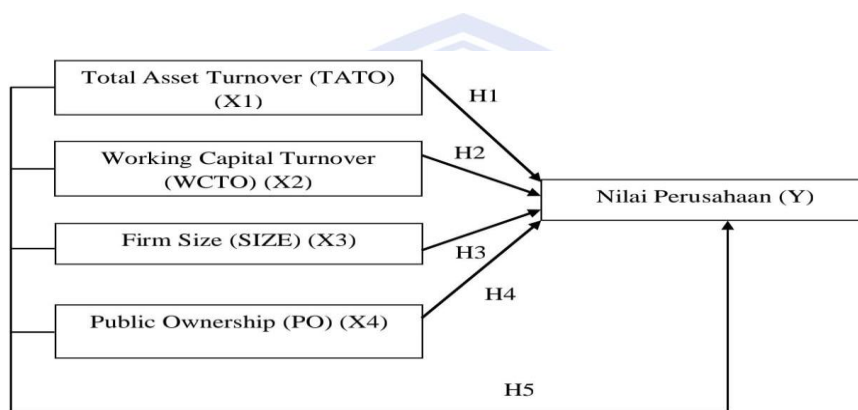 Total Asset Turnover (TATO)
(X1)
H1
Working Capital Turnover
(WCTO) (X2)
H2
Nilai Perusahaan (Y)
Firm Size (SIZE) (X3)
H3
H4
Public Ownership (PO) (X4)
H5